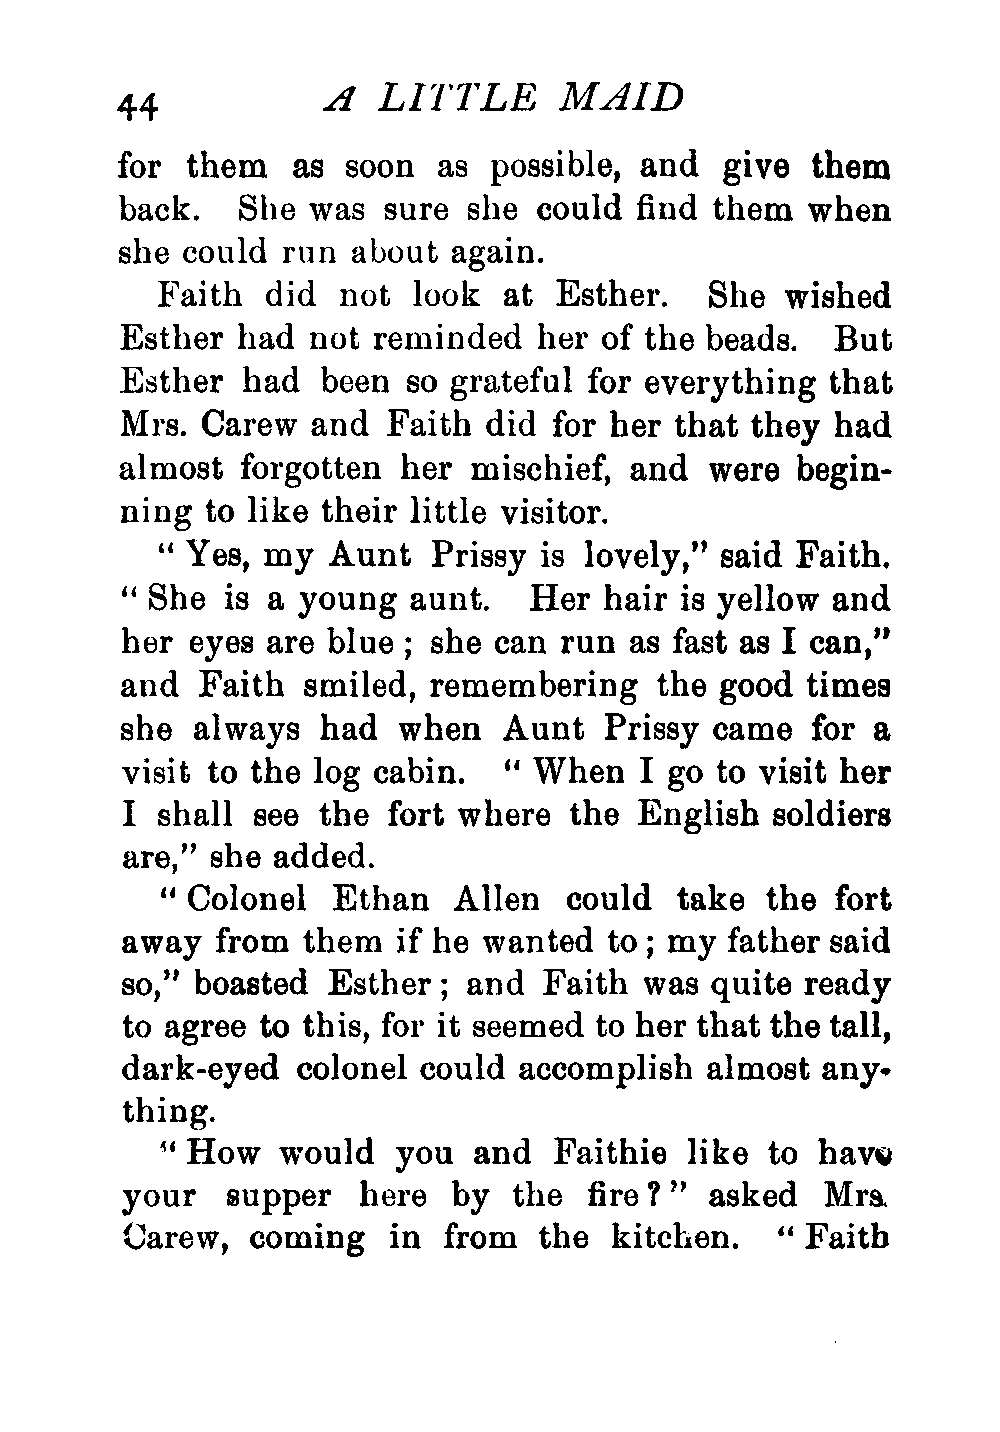 44 A LITTLE MAID
for them as soon as possible, and give them
back. She was sure she could find them when
she could run about again.
Faith did not look at Esther. She wished
Esther had not reminded her of the beads. But
Esther had been so grateful for everything that
Mrs. Carew and Faith did for her that they had
almost forgotten her mischief, and were begin-
ning to like their little visitor.
“ Yes, my Aunt Prissy is lovely,” said Faith.
“ She is a young aunt. Her hair is yellow and
her eyes are blue ; she can run as fast as I can,”
and Faith smiled, remembering the good times
she always had when Aunt Prissy came for a
visit to the log cabin. “ When I go to visit her
I shall see the fort where the English soldiers
are,” she added.
“ Colonel Ethan Allen could take the fort
away from them if he wanted to ; my father said
so,” boasted Esther ; and Faith was quite ready
to agree to this, for it seemed to her that the tall,
dark-eyed colonel could accomplish almost any-
thing.
“ How would you and Faithie like to have
your supper here by the fire ? ” asked Mrs.
Carew, coming in from the kitchen. “ Faith